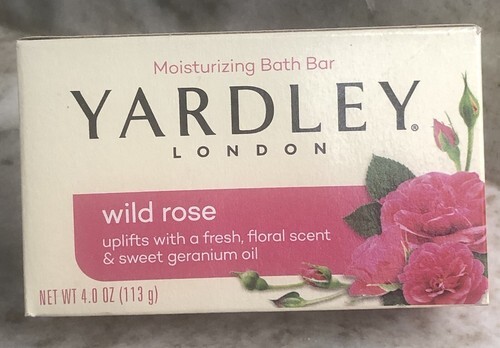 Moisturizing Bath Bar
YARDLEY®
LONDON
wild rose
uplifts with a fresh, floral scent
& sweet geranium oil
NET WT 4.0 OZ (113 g)